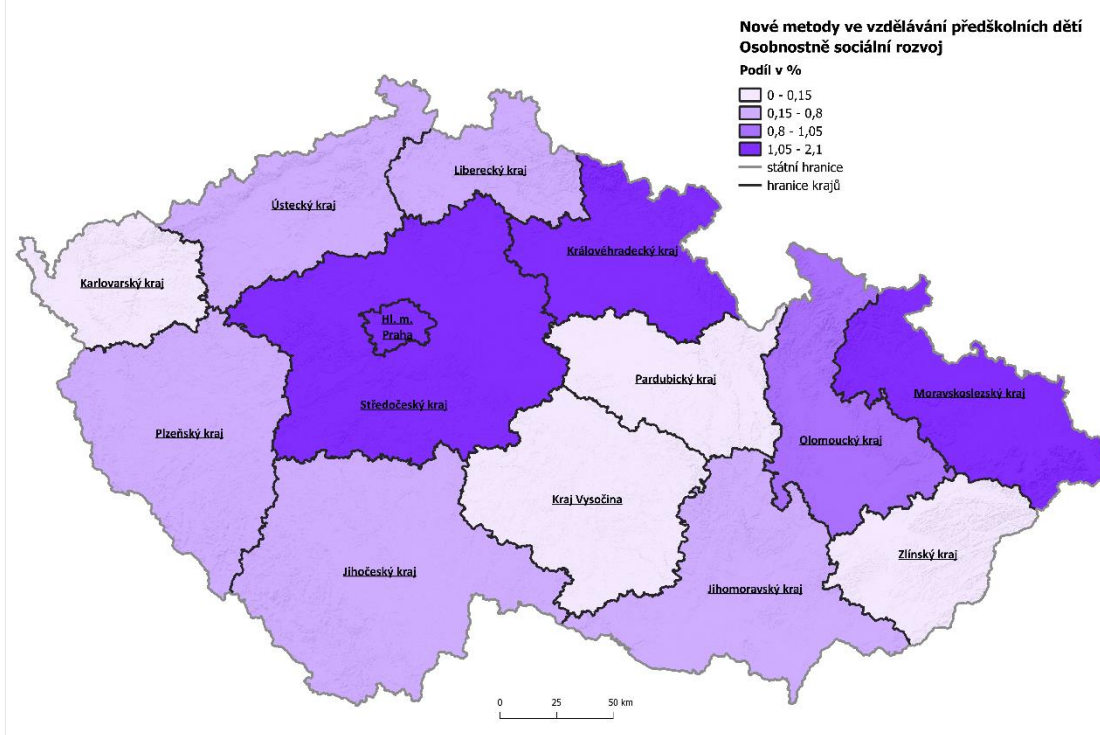 Nové metody ve vzdělávání předškolních dětí
Osobnostně sociální rozvoj
Podíl v %
0 - 0,15
0,15 - 0,8
0,8 - 1,05
1,05 - 2,1
státní hranice
hranice krajů
Liberecký kraj
Ústecký kraj
Královéhradecký kraj
Karlovarský kraj
Hl. m.
Praha
Pardubický kraj
Moravskoslezský kraj
Středočeský kraj
Plzeňský kraj
Olomoucký kraj
Kraj Vysočina
Zlínský kraj
Jihočeský kraj
Jihomoravský kraj
0 25 50 km